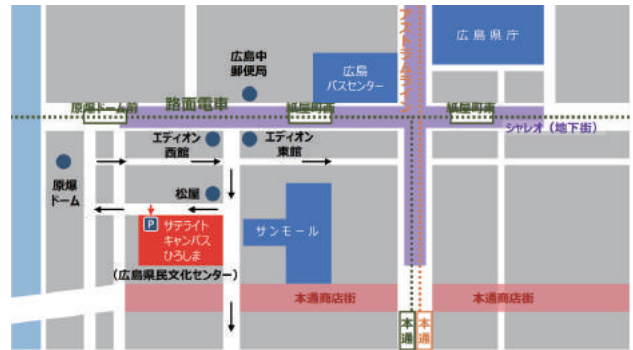 広島県庁
広島中
郵便局
広島
バスセンター
アストラムライン
原爆ドーム前
路面電車
紙屋町西
紙屋町東
シャレオ(地下街)
エディオン
西館
エディオン
東館
原爆
ドーム
松屋
P
サテライト
キャンパス
ひろしま
サンモール
(広島県民文化センター)
本通商店街
本通商店街
本通
本通